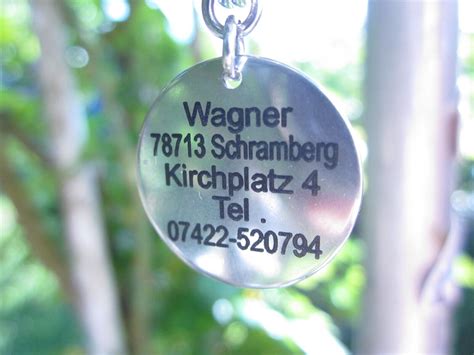 Wagner
78713 Schramberg
Kirchplatz 4
Tel .
07422-520794